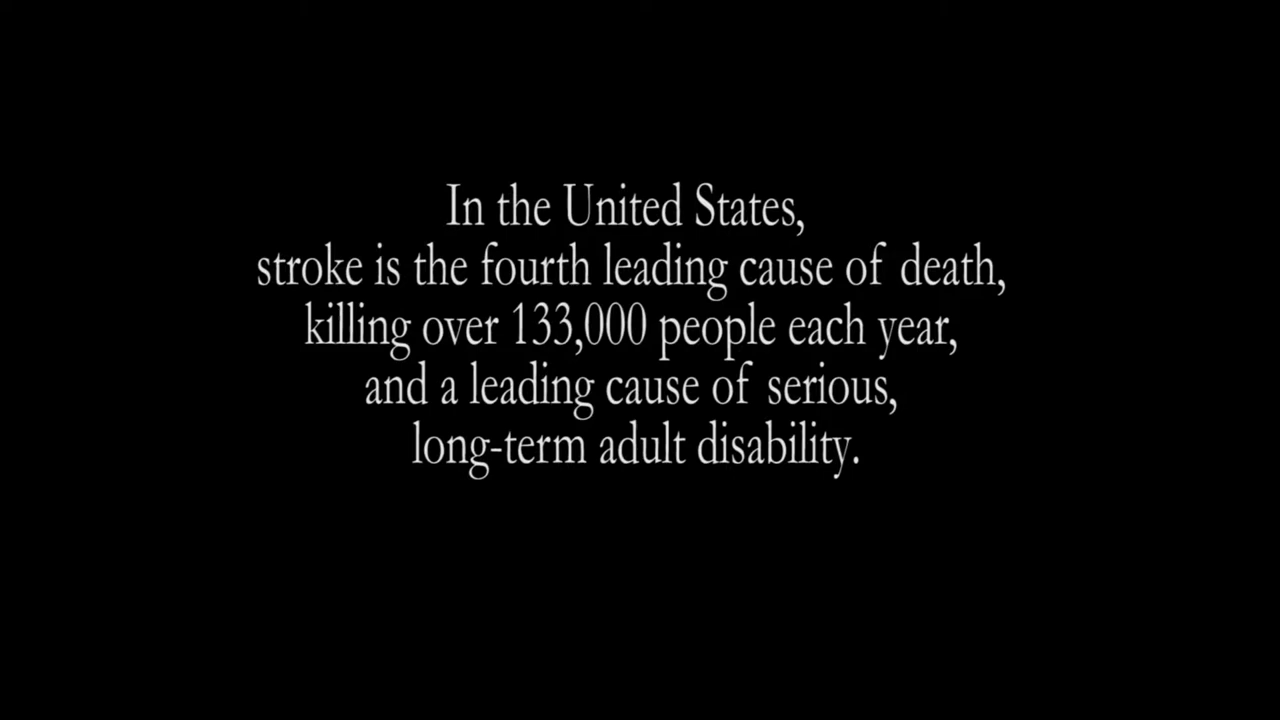 In the United States,
stroke is the fourth leading cause of death,
killing over 133,000 people each year,
and a leading cause of serious,
long-term adult disability.